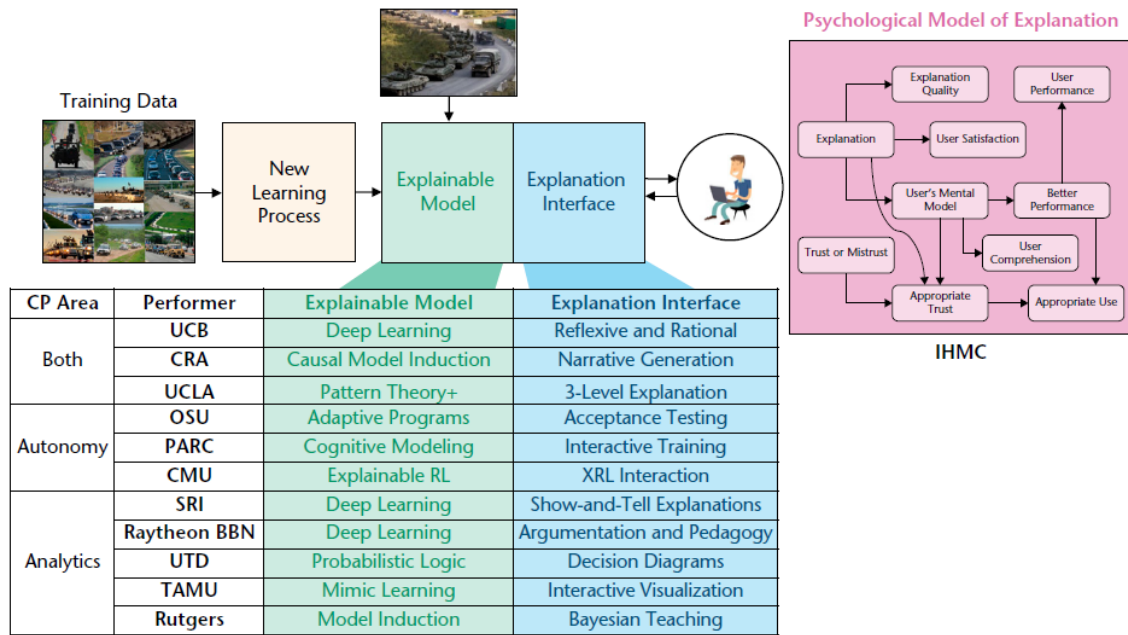 Psychological Model of Explanation
Training Data
New
Learning
Process
Explainable
Model
Explanation
Interface
Explanation
Quality
User
Performance
Explanation
User Satisfaction
User's Mental
Model
Better
Performance
Trust or Mistrust
User
Comprehension
Appropriate
Trust
Appropriate Use
IHMC
CP Area Performer Explainable Model Explanation Interface
Both
UCB Deep Learning Reflexive and Rational
CRA Causal Model Induction Narrative Generation
UCLA Pattern Theory+ 3-Level Explanation
Autonomy
OSU Adaptive Programs Acceptance Testing
PARC Cognitive Modeling Interactive Training
CMU Explainable RL XRL Interaction
Analytics
SRI Deep Learning Show-and-Tell Explanations
Raytheon BBN Deep Learning Argumentation and Pedagogy
UTD Probabilistic Logic Decision Diagrams
TAMU Mimic Learning Interactive Visualization
Rutgers Model Induction Bayesian Teaching